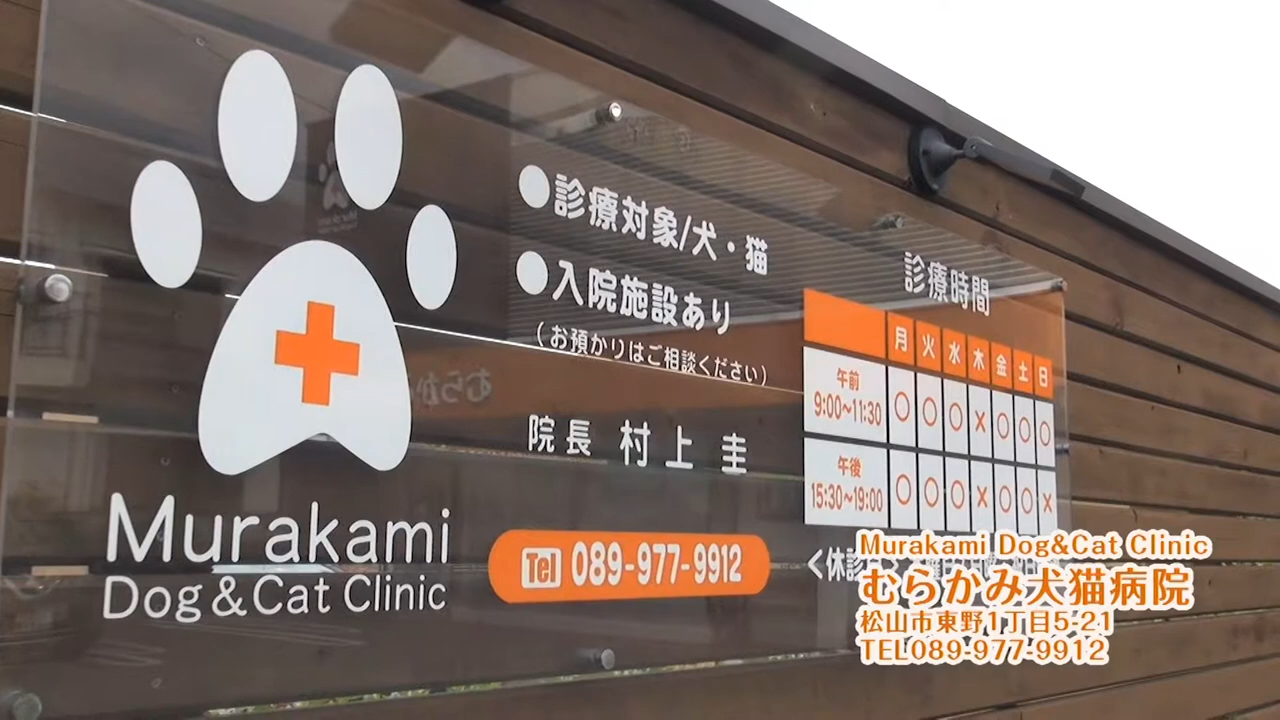 ●診療対象/犬・猫
●入院施設あり
（お預かりはご相談ください）
院長 村上 圭
Murakami
Dog&Cat Clinic
Tel 089-977-9912
診療時間
月 火 水 木 金 土 日
午前 9:00~11:30 ○ ○ ○ × ○ ○ ○
午後 15:30~19:00 ○ ○ ○ × ○ ○ ×
<休診
Murakami Dog&Cat Clinic
むらかみ犬猫病院
松山市東野1丁目5-21
TEL089-977-9912